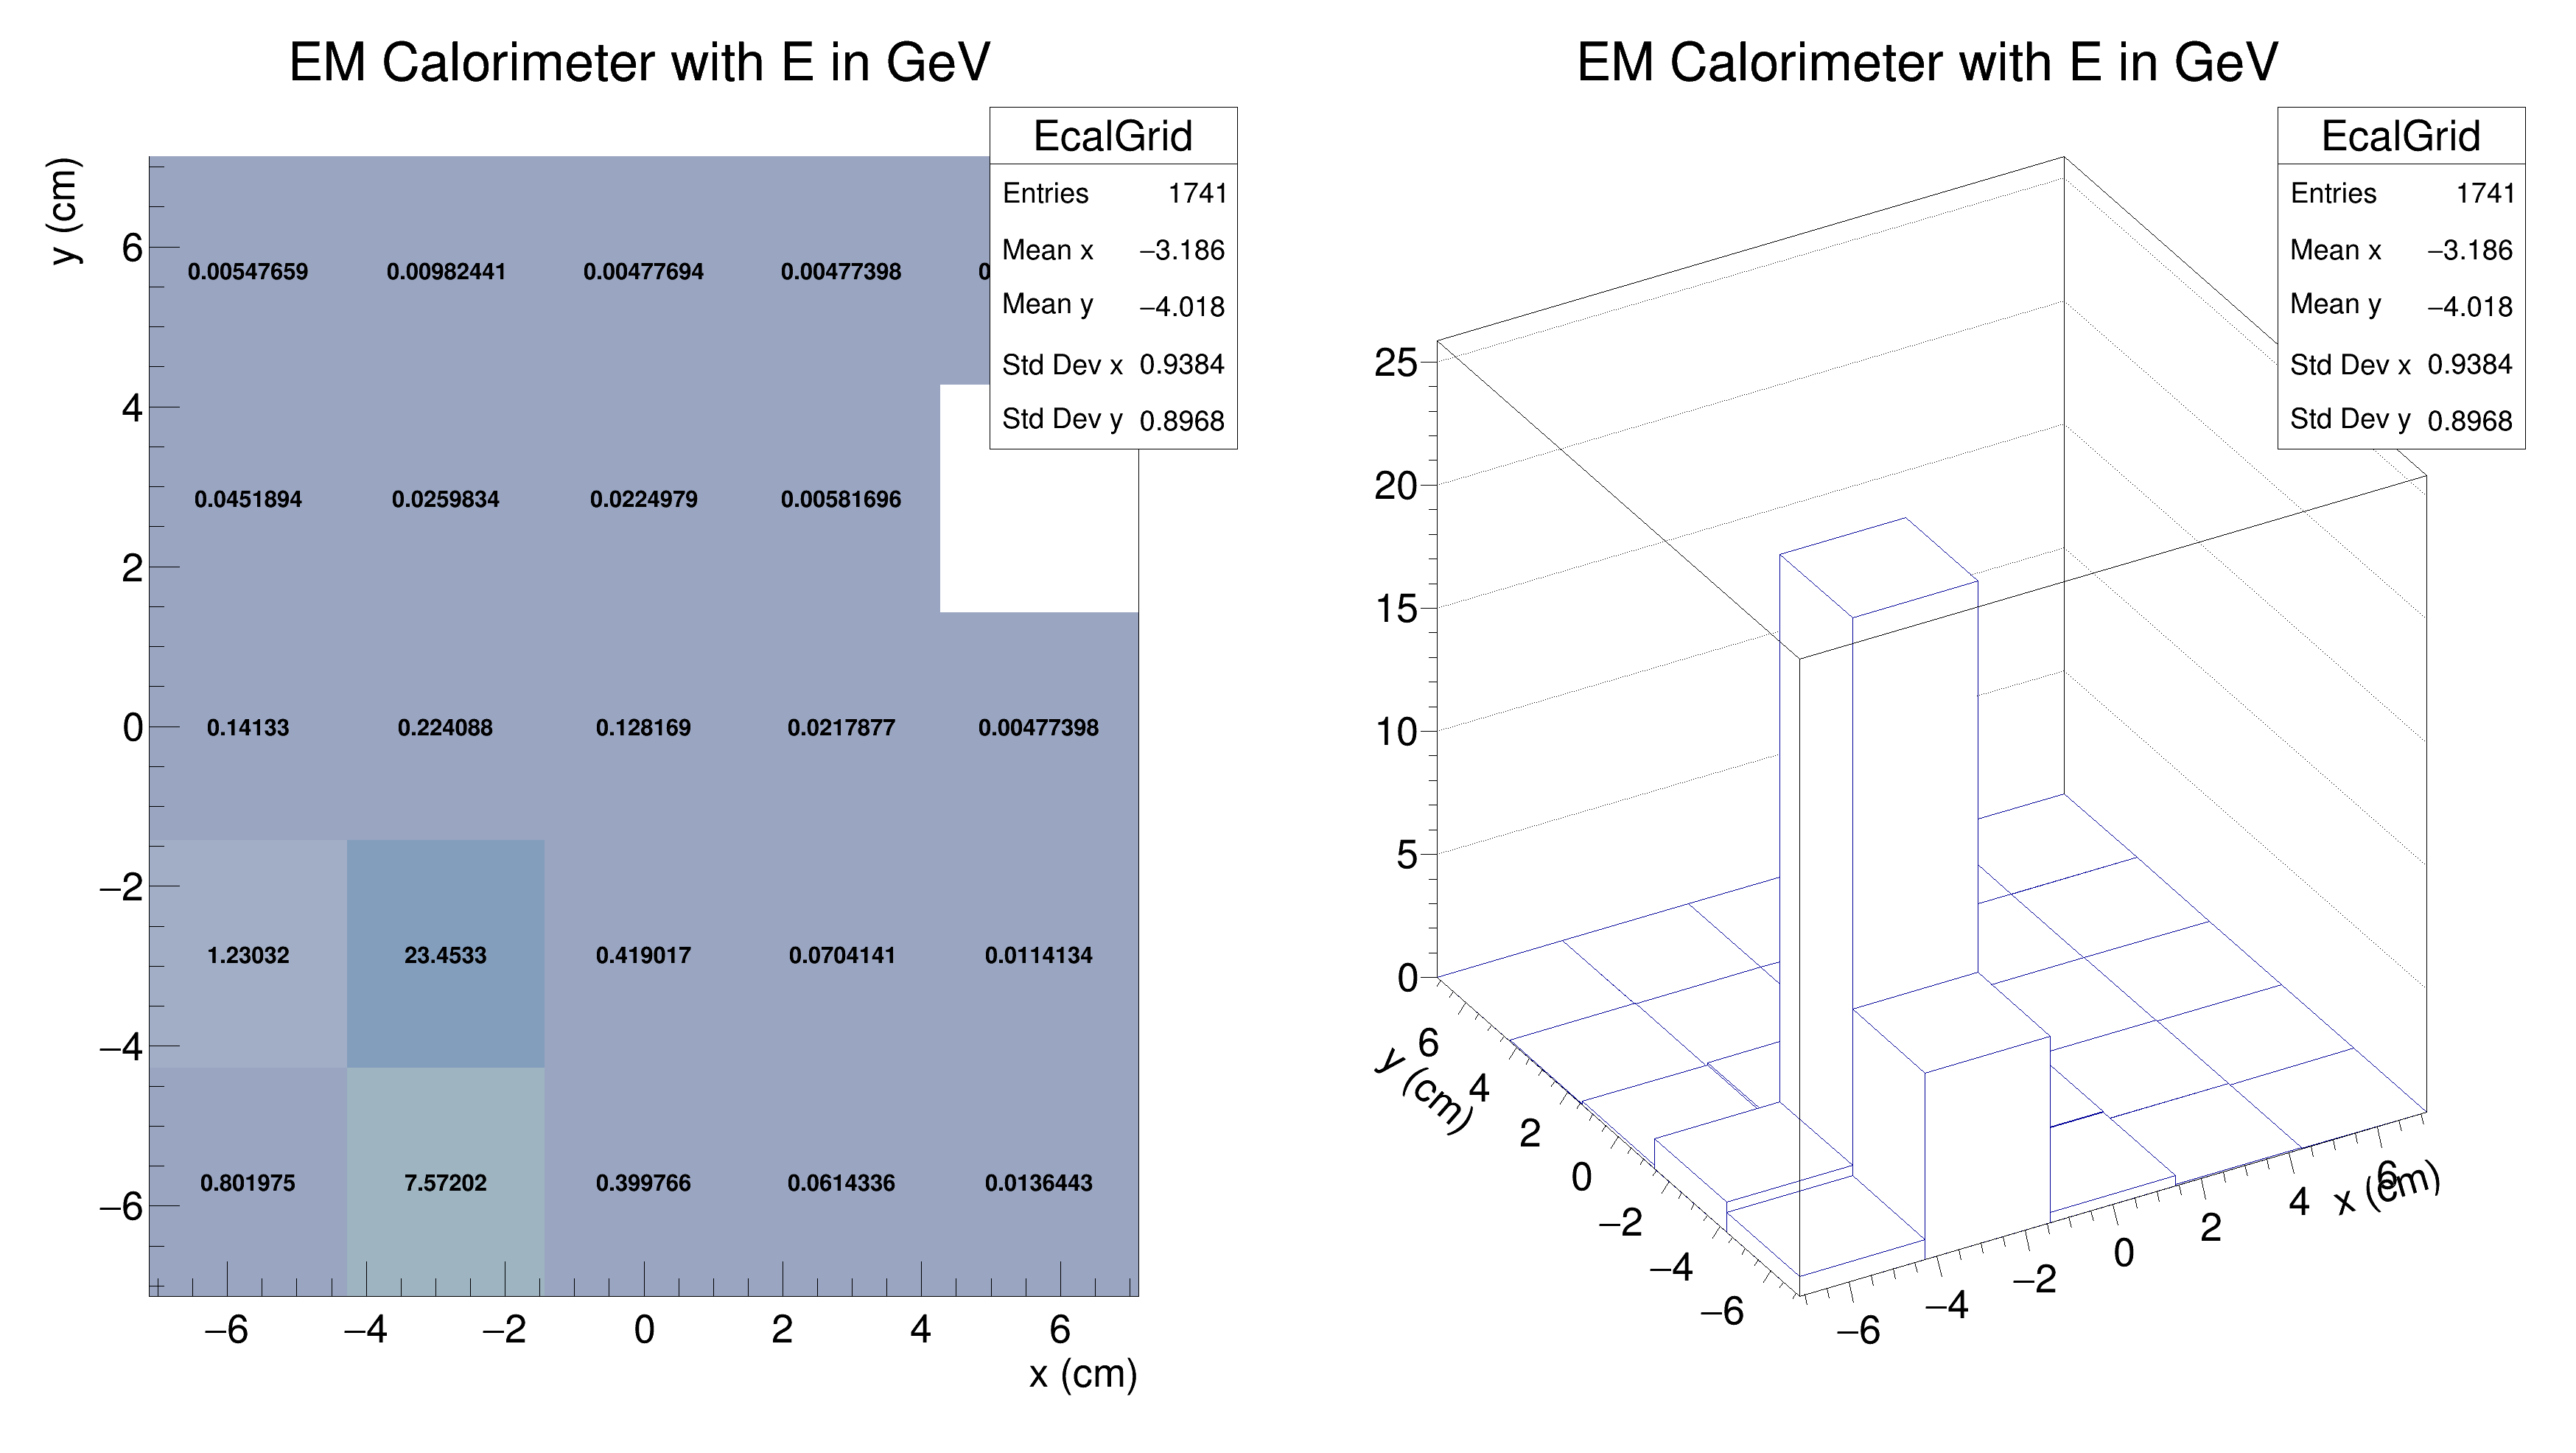 EM Calorimeter with E in GeV
EcalGrid
Entries 1741
Mean x −3.186
Mean y −4.018
Std Dev x 0.9384
Std Dev y 0.8968
y (cm)
6
4
2
0
−2
−4
−6
0.00547659 0.00982441 0.00477694 0.00477398
0.0451894 0.0259834 0.0224979 0.00581696
0.14133 0.224088 0.128169 0.0217877 0.00477398
1.23032 23.4533 0.419017 0.0704141 0.0114134
0.801975 7.57202 0.399766 0.0614336 0.0136443
−6 −4 −2 0 2 4 6
x (cm)
EM Calorimeter with E in GeV
EcalGrid
Entries 1741
Mean x −3.186
Mean y −4.018
Std Dev x 0.9384
Std Dev y 0.8968
25
20
15
10
5
0
6
4
2
0
−2
−4
−6
y (cm)
−6 −4 −2 0 2 4 6
x (cm)